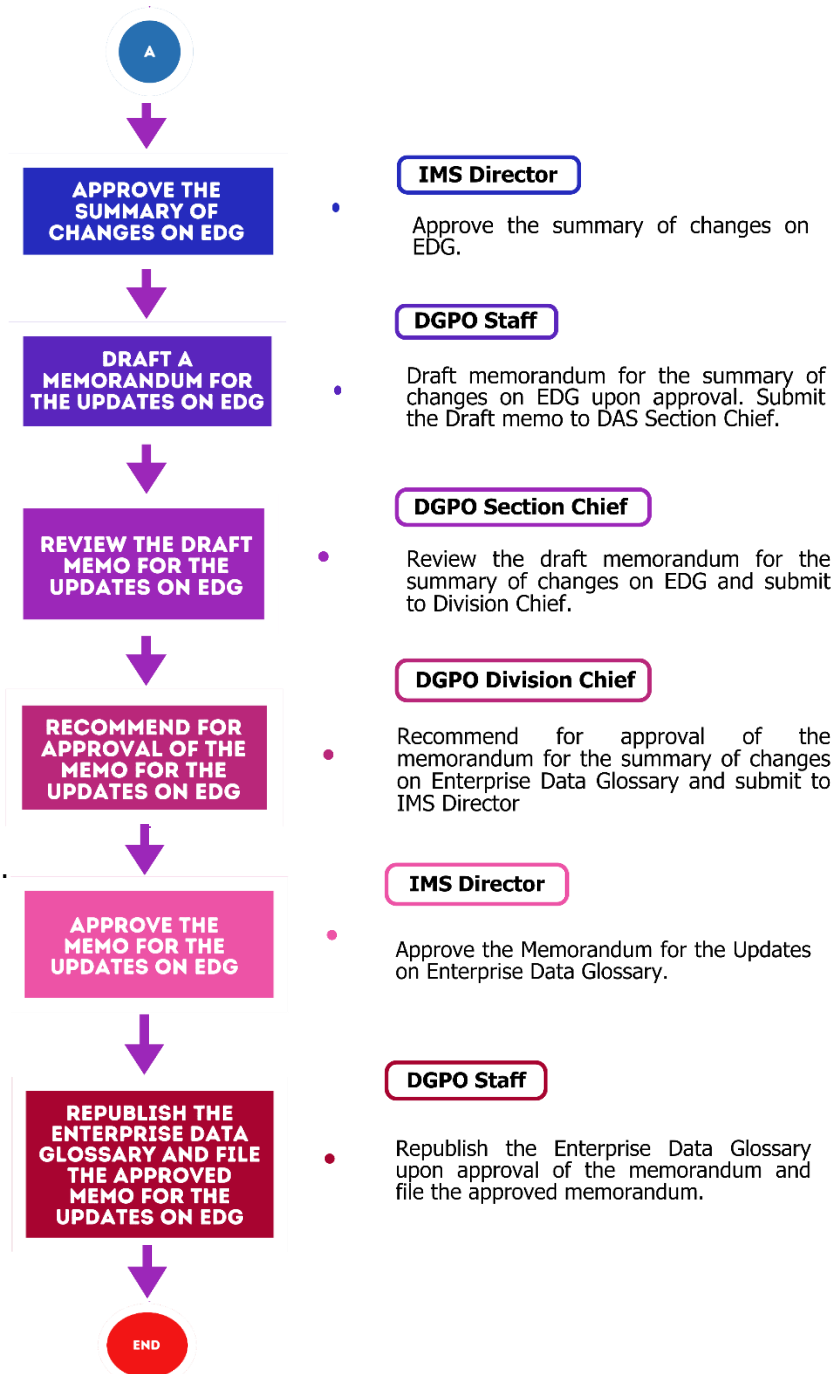 A
APPROVE THE
SUMMARY OF
CHANGES ON EDG
IMS Director
Approve the summary of changes on
EDG.
DRAFT A
MEMORANDUM FOR
THE UPDATES ON EDG
DGPO Staff
Draft memorandum for the summary of
changes on EDG upon approval. Submit
the Draft memo to DAS Section Chief.
REVIEW THE DRAFT
MEMO FOR THE
UPDATES ON EDG
DGPO Section Chief
Review the draft memorandum for the
summary of changes on EDG and submit
to Division Chief.
RECOMMEND FOR
APPROVAL OF THE
MEMO FOR THE
UPDATES ON EDG
DGPO Division Chief
Recommend for approval of the
memorandum for the summary of changes
on Enterprise Data Glossary and submit to
IMS Director
.
APPROVE THE
MEMO FOR THE
UPDATES ON EDG
IMS Director
Approve the Memorandum for the Updates
on Enterprise Data Glossary.
REPUBLISH THE
ENTERPRISE DATA
GLOSSARY AND FILE
THE APPROVED
MEMO FOR THE
UPDATES ON EDG
DGPO Staff
Republish the Enterprise Data Glossary
upon approval of the memorandum and
file the approved memorandum.
END